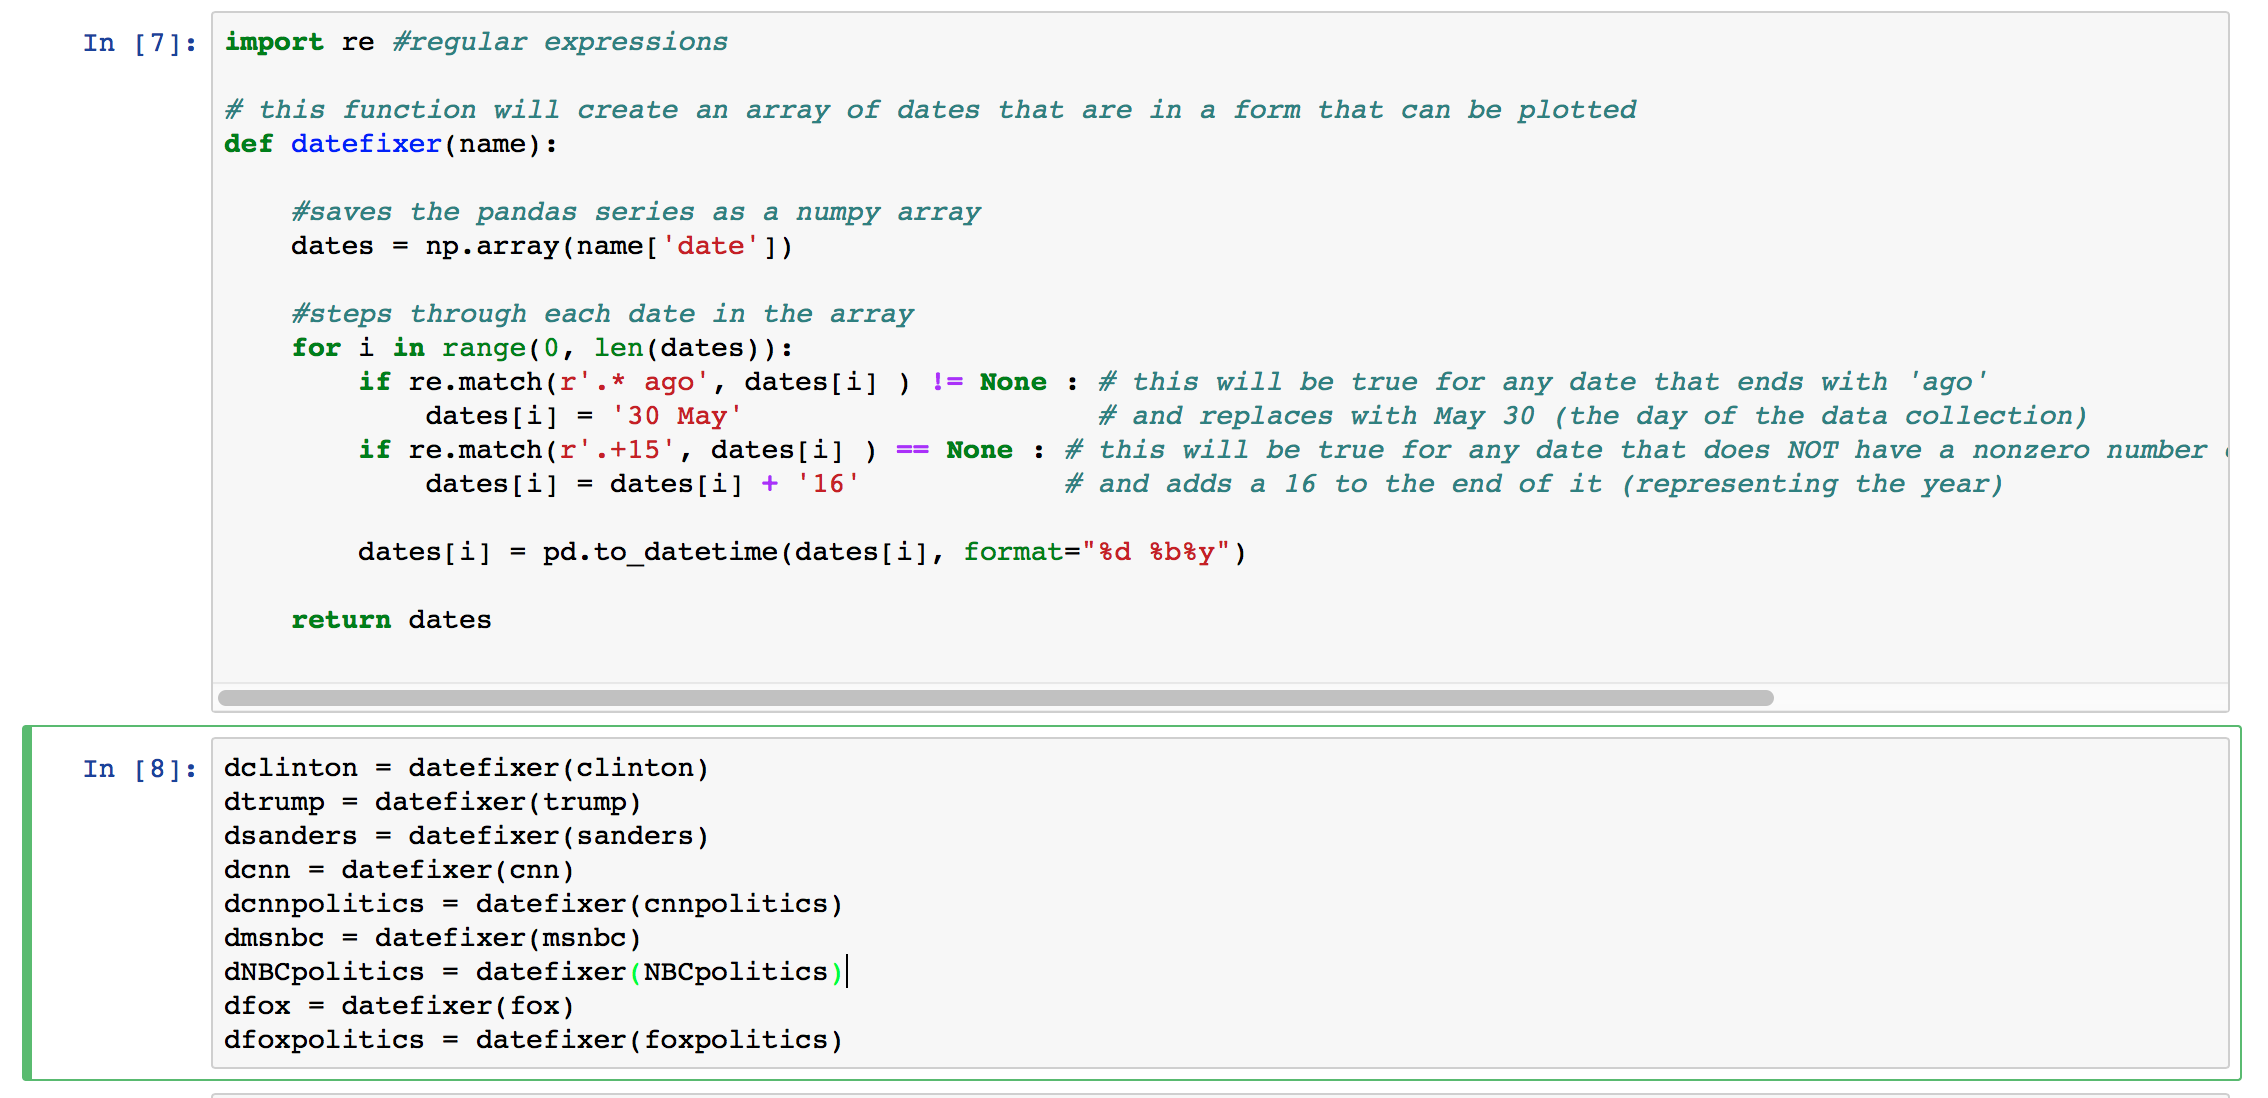 In [7]:
import re #regular expressions
# this function will create an array of dates that are in a form that can be plotted
def datefixer(name):
#saves the pandas series as a numpy array
dates = np.array(name['date'])
#steps through each date in the array
for i in range(0, len(dates)):
if re.match(r'.* ago', dates[i] ) != None : # this will be true for any date that ends with 'ago'
dates[i] = '30 May' # and replaces with May 30 (the day of the data collection)
if re.match(r'.+15', dates[i] ) == None : # this will be true for any date that does NOT have a nonzero number
dates[i] = dates[i] + '16' # and adds a 16 to the end of it (representing the year)
dates[i] = pd.to_datetime(dates[i], format="%d %b%y")
return dates
In [8]:
dclinton = datefixer(clinton)
dtrump = datefixer(trump)
dsanders = datefixer(sanders)
dcnn = datefixer(cnn)
dcnnpolitics = datefixer(cnnpolitics)
dmsnbc = datefixer(msnbc)
dNBCpolitics = datefixer(NBCpolitics)
dfox = datefixer(fox)
dfoxpolitics = datefixer(foxpolitics)